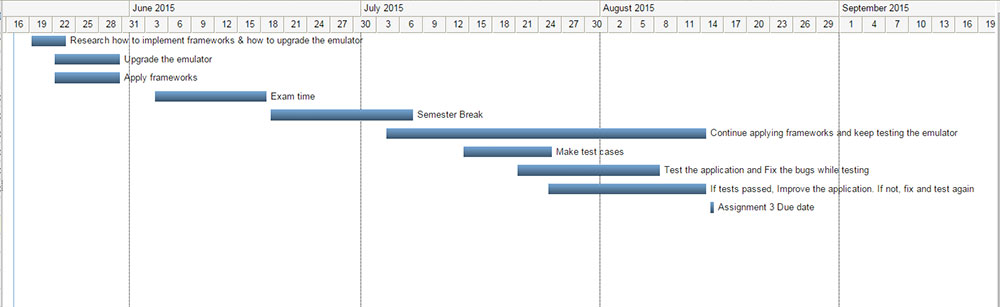 June 2015 July 2015 August 2015 September 2015
16 19 22 25 28 31 3 6 9 12 15 18 21 24 27 30 3 6 9 12 15 18 21 24 27 30 2 5 8 11 14 17 20 23 26 29 1 4 7 10 13 16 19
Research how to implement frameworks & how to upgrade the emulator
Upgrade the emulator
Apply frameworks
Exam time
Semester Break
Continue applying frameworks and keep testing the emulator
Make test cases
Test the application and Fix the bugs while testing
If tests passed, Improve the application. If not, fix and test again
Assignment 3 Due date